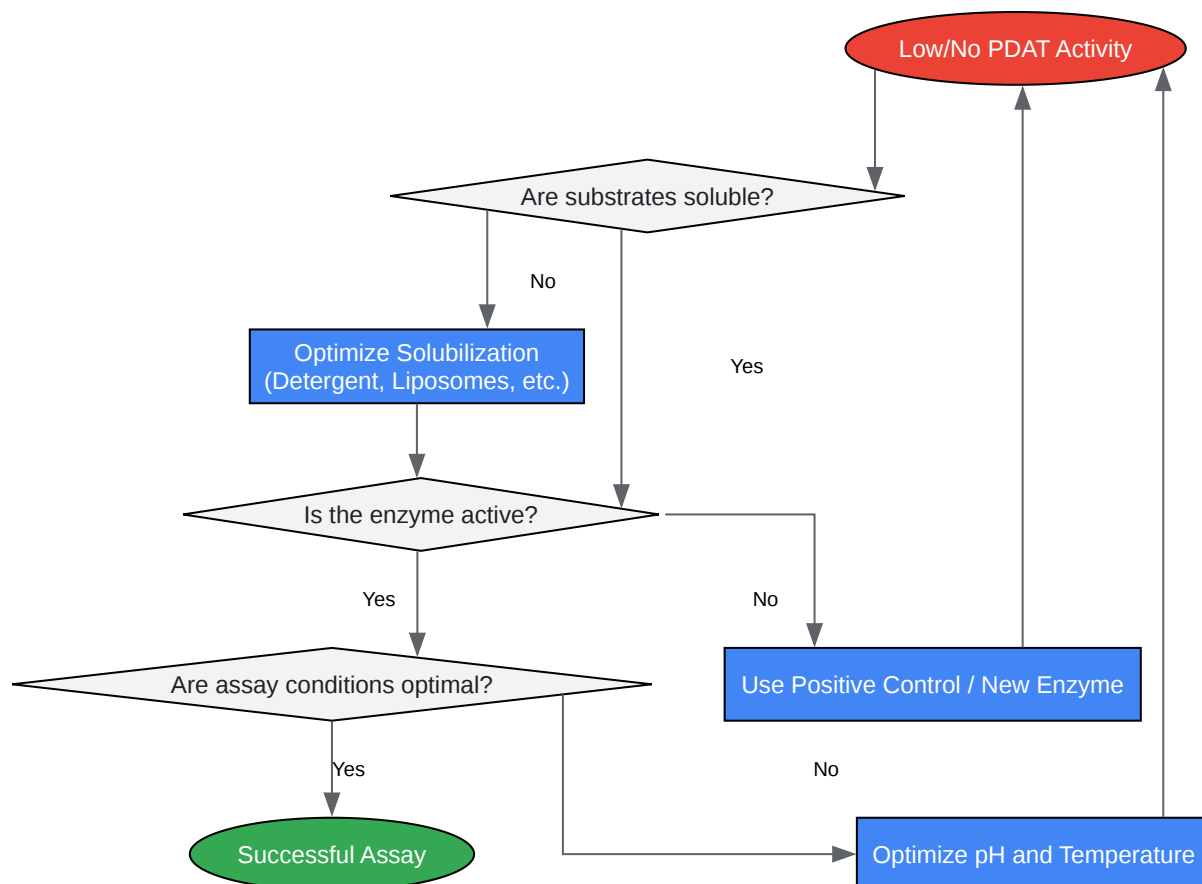 Low/No PDAT Activity
Are substrates soluble?
No
Optimize Solubilization
(Detergent, Liposomes, etc.)
Yes
Is the enzyme active?
Yes
No
Are assay conditions optimal?
Use Positive Control / New Enzyme
Yes
No
Successful Assay
Optimize pH and Temperature